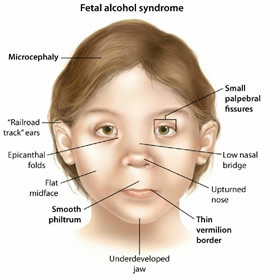 Fetal alcohol syndrome
Microcephaly
Small
palpebral
fissures
"Railroad
track" ears
Epicanthal
folds
Low nasal
bridge
Flat
midface
Upturned
nose
Smooth
philtrum
Thin
vermilion
border
Underdeveloped
jaw